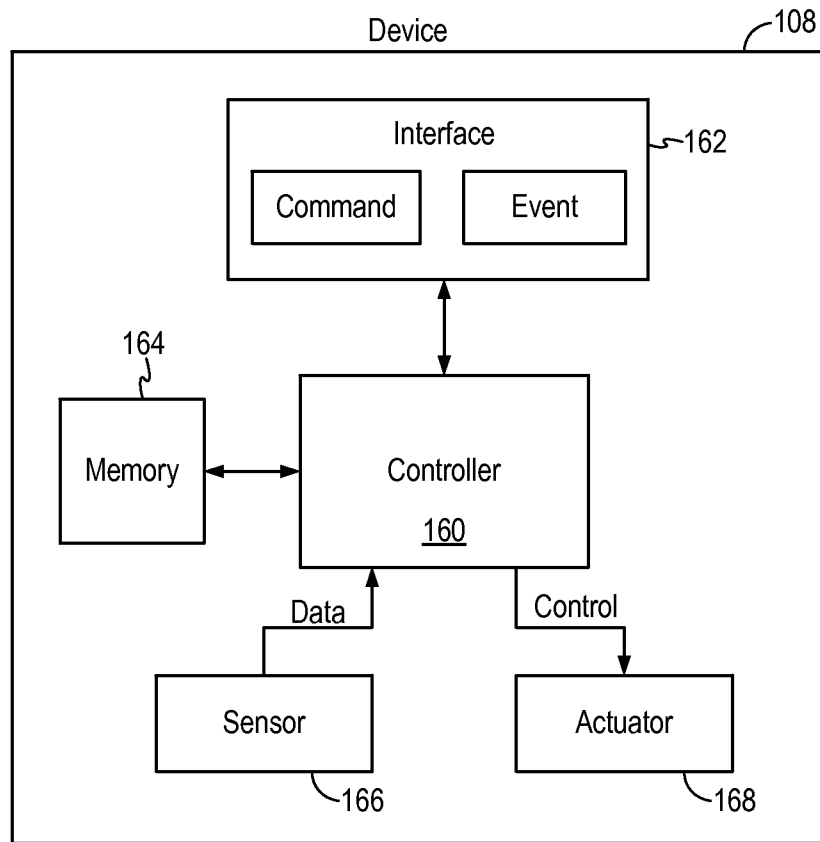 Device
108
Interface
162
Command
Event
164
Memory
Controller
160
Data
Control
Sensor
Actuator
166
168